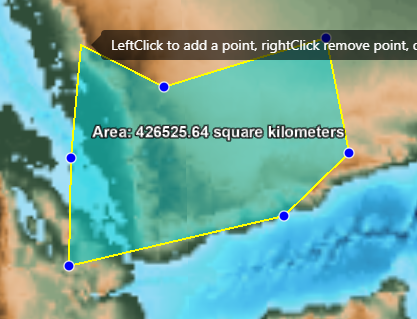 LeftClick to add a point, rightClick remove point,
Area: 426525.64 square kilometers